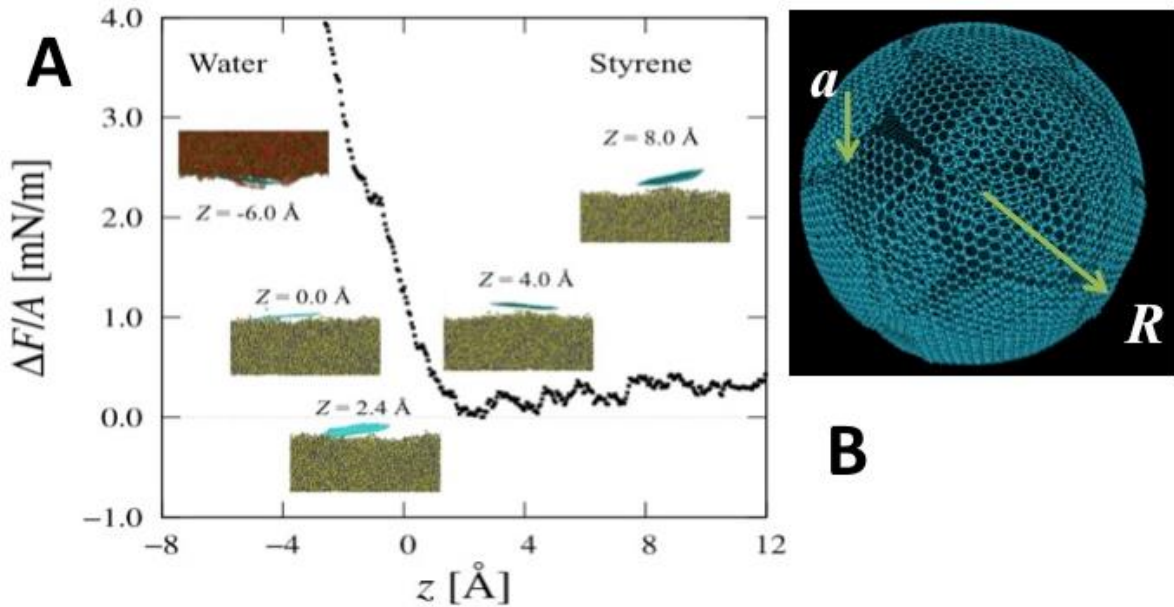 A
Water
Styrene
Z = -6.0 Å
Z = 8.0 Å
Z = 0.0 Å
Z = 4.0 Å
Z = 2.4 Å
ΔF/A [mN/m]
4.0
3.0
2.0
1.0
0.0
−1.0
−8
−4
0
4
8
12
z [Å]
a
R
B